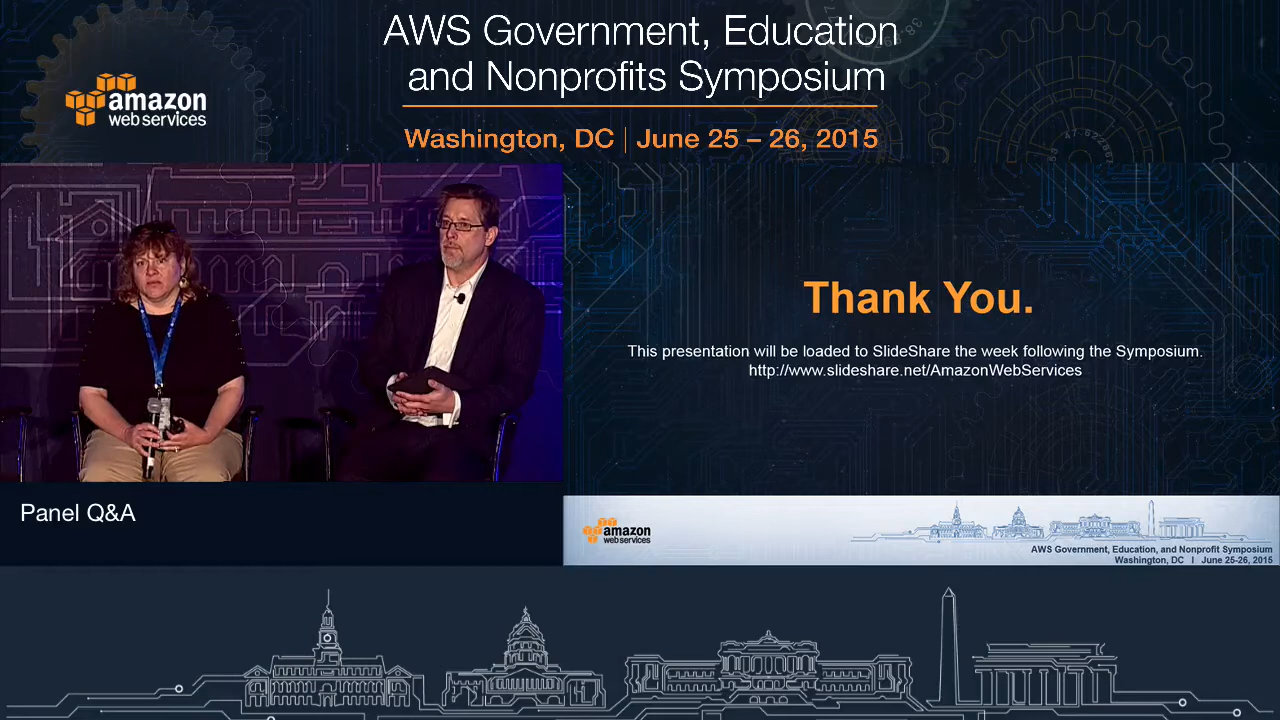 AWS Government, Education
and Nonprofits Symposium
amazon
web services
Washington, DC | June 25 – 26, 2015
Thank You.
This presentation will be loaded to SlideShare the week following the Symposium.
http://www.slideshare.net/AmazonWebServices
Panel Q&A
amazon
web services
AWS Government, Education, and Nonprofit Symposium
Washington, DC I June 25-26, 2015